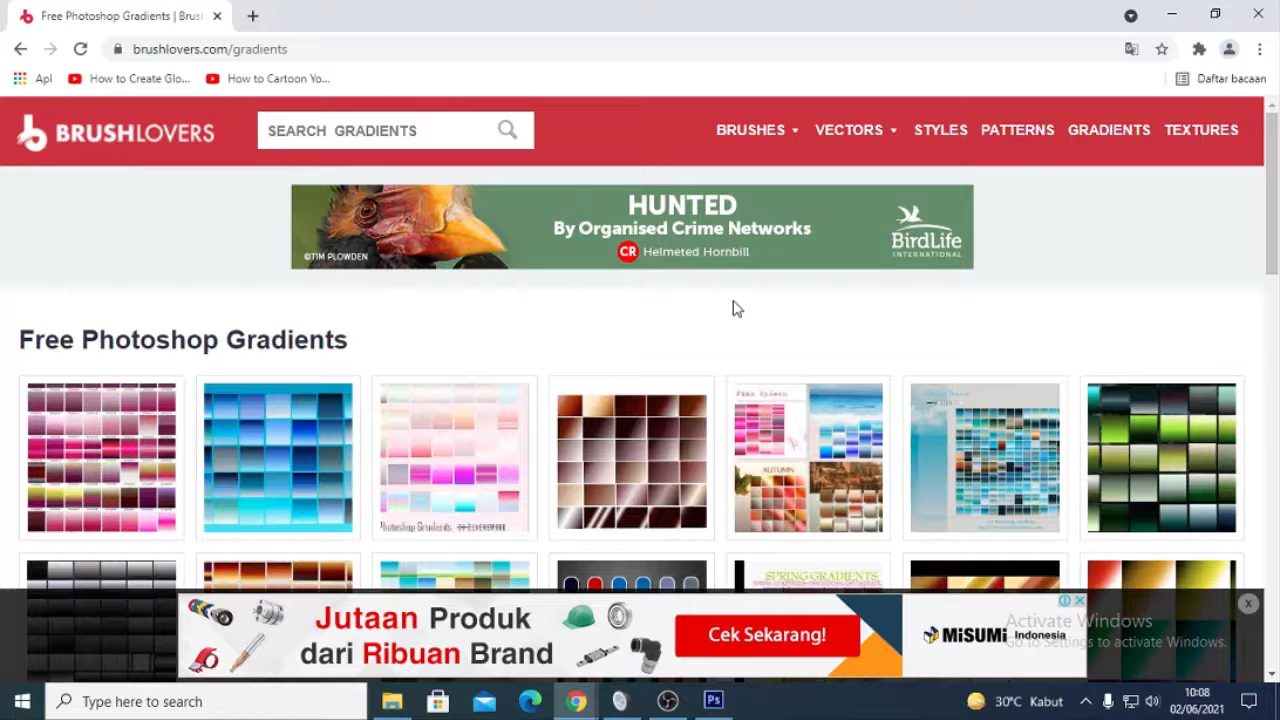 Free Photoshop Gradients | Brus
brushlovers.com/gradients
Apl
How to Create Glo...
How to Cartoon Yo...
Daftar bacaan
BRUSHLOVERS
SEARCH GRADIENTS
BRUSHES
VECTORS
STYLES
PATTERNS
GRADIENTS
TEXTURES
HUNTED
By Organised Crime Networks
CR Helmeted Hornbill
©TIM PLOWDEN
BirdLife
INTERNATIONAL
Free Photoshop Gradients
AUTUMN
Photoshop Gradients
SPRING GRADIENTS
Jutaan Produk
dari Ribuan Brand
Cek Sekarang!
MiSUMi Indonesia
Activate Windows
Go to Settings to activate Windows.
Type here to search
Ps
30°C Kabut
10:08
02/06/2021